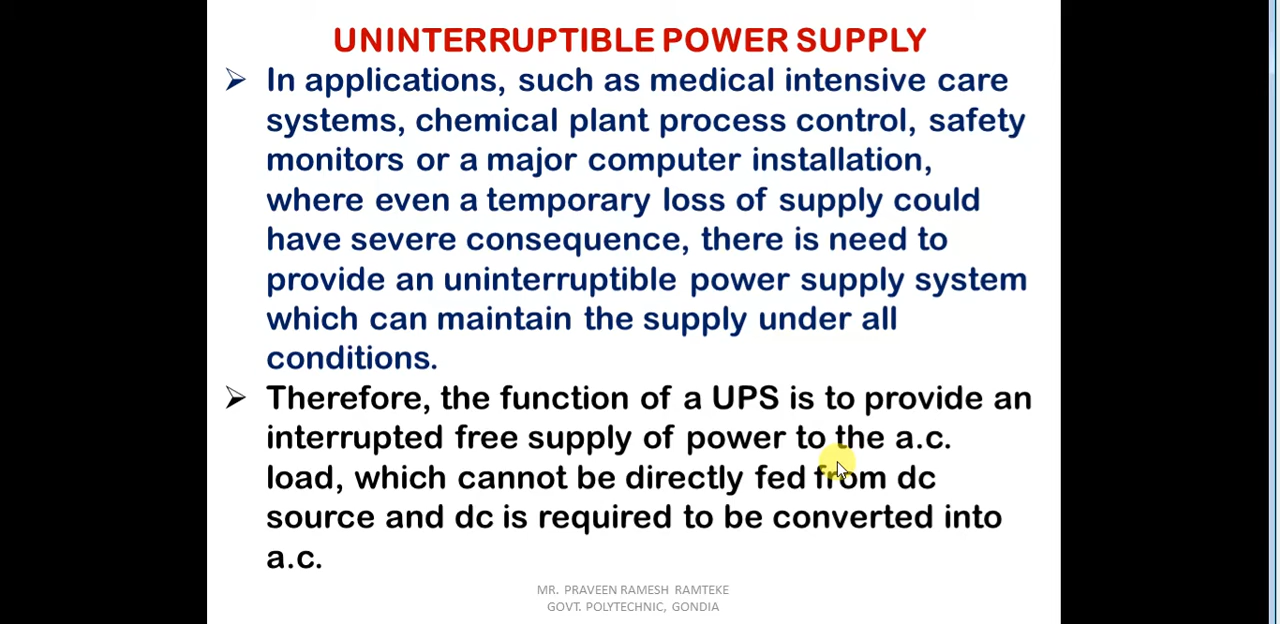 UNINTERRUPTIBLE POWER SUPPLY
➢ In applications, such as medical intensive care
systems, chemical plant process control, safety
monitors or a major computer installation,
where even a temporary loss of supply could
have severe consequence, there is need to
provide an uninterruptible power supply system
which can maintain the supply under all
conditions.
➢ Therefore, the function of a UPS is to provide an
interrupted free supply of power to the a.c.
load, which cannot be directly fed from dc
source and dc is required to be converted into
a.c.
MR. PRAVEEN RAMESH RAMTEKE
GOVT. POLYTECHNIC, GONDIA